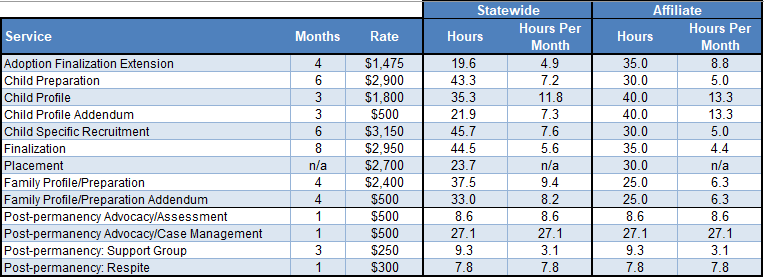 Statewide Affiliate
Service Months Rate Hours Hours Per Month Hours Hours Per Month
Adoption Finalization Extension 4 $1,475 19.6 4.9 35.0 8.8
Child Preparation 6 $2,900 43.3 7.2 30.0 5.0
Child Profile 3 $1,800 35.3 11.8 40.0 13.3
Child Profile Addendum 3 $500 21.9 7.3 40.0 13.3
Child Specific Recruitment 6 $3,150 45.7 7.6 30.0 5.0
Finalization 8 $2,950 44.5 5.6 35.0 4.4
Placement n/a $2,700 23.7 n/a 30.0 n/a
Family Profile/Preparation 4 $2,400 37.5 9.4 25.0 6.3
Family Profile/Preparation Addendum 4 $500 33.0 8.2 25.0 6.3
Post-permanency Advocacy/Assessment 1 $500 8.6 8.6 8.6 8.6
Post-permanency Advocacy/Case Management 1 $500 27.1 27.1 27.1 27.1
Post-permanency: Support Group 3 $250 9.3 3.1 9.3 3.1
Post-permanency: Respite 1 $300 7.8 7.8 7.8 7.8